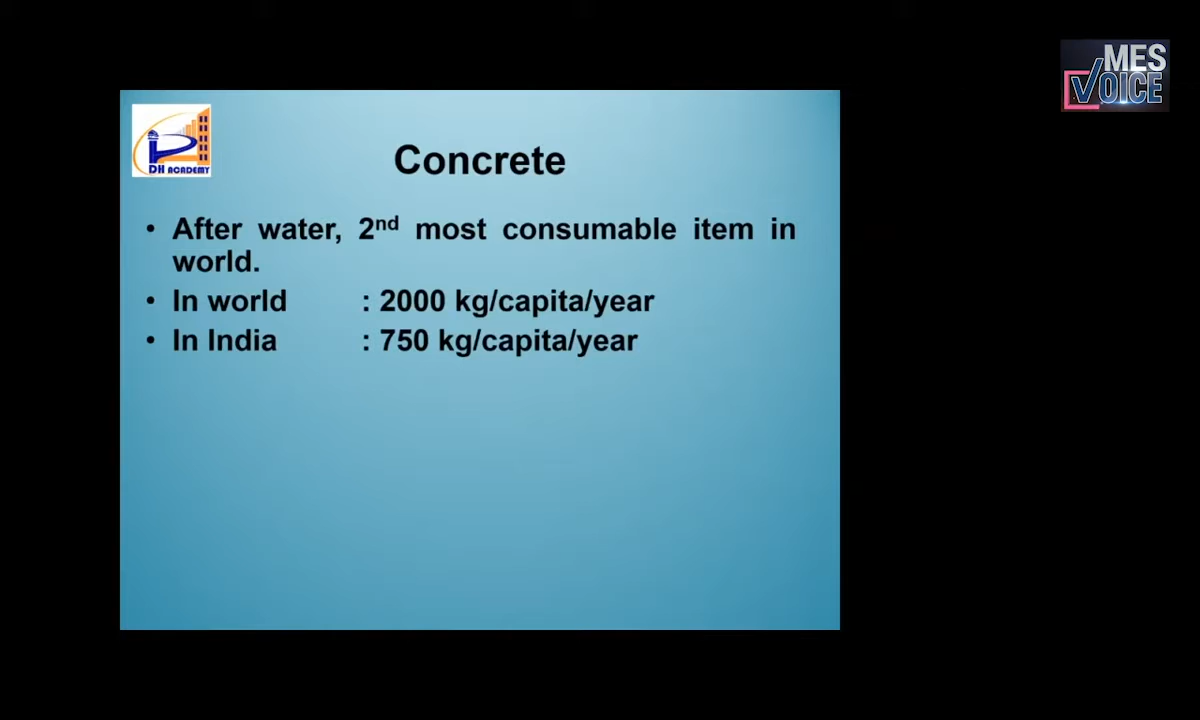 MES
VOICE
DH ACADEMY
Concrete
• After water, 2nd most consumable item in
world.
• In world : 2000 kg/capita/year
• In India : 750 kg/capita/year